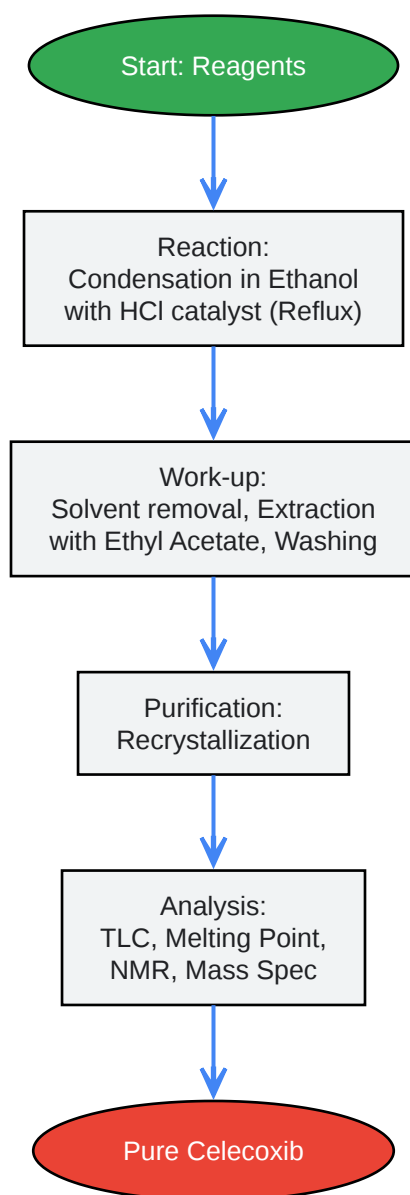 Start: Reagents
Reaction:
Condensation in Ethanol
with HCl catalyst (Reflux)
Work-up:
Solvent removal, Extraction
with Ethyl Acetate, Washing
Purification:
Recrystallization
Analysis:
TLC, Melting Point,
NMR, Mass Spec
Pure Celecoxib